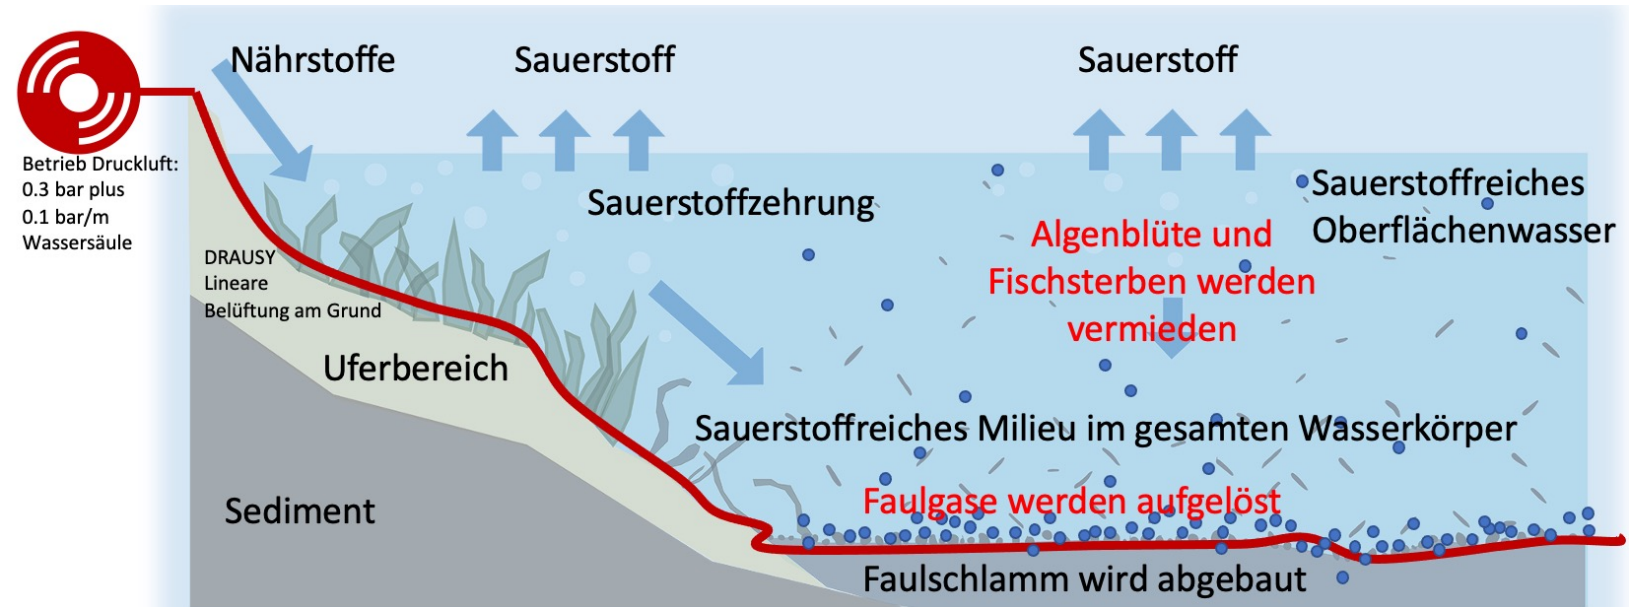 Nährstoffe
Sauerstoff
Sauerstoff
Betrieb Druckluft:
0.3 bar plus
0.1 bar/m
Wassersäule
DRAUSY
Lineare
Belüftung am Grund
Sauerstoffzehrung
Sauerstoffreiches
Oberflächenwasser
Algenblüte und
Fischsterben werden
vermieden
Uferbereich
Sauerstoffreiches Milieu im gesamten Wasserkörper
Faulgase werden aufgelöst
Sediment
Faulschlamm wird abgebaut